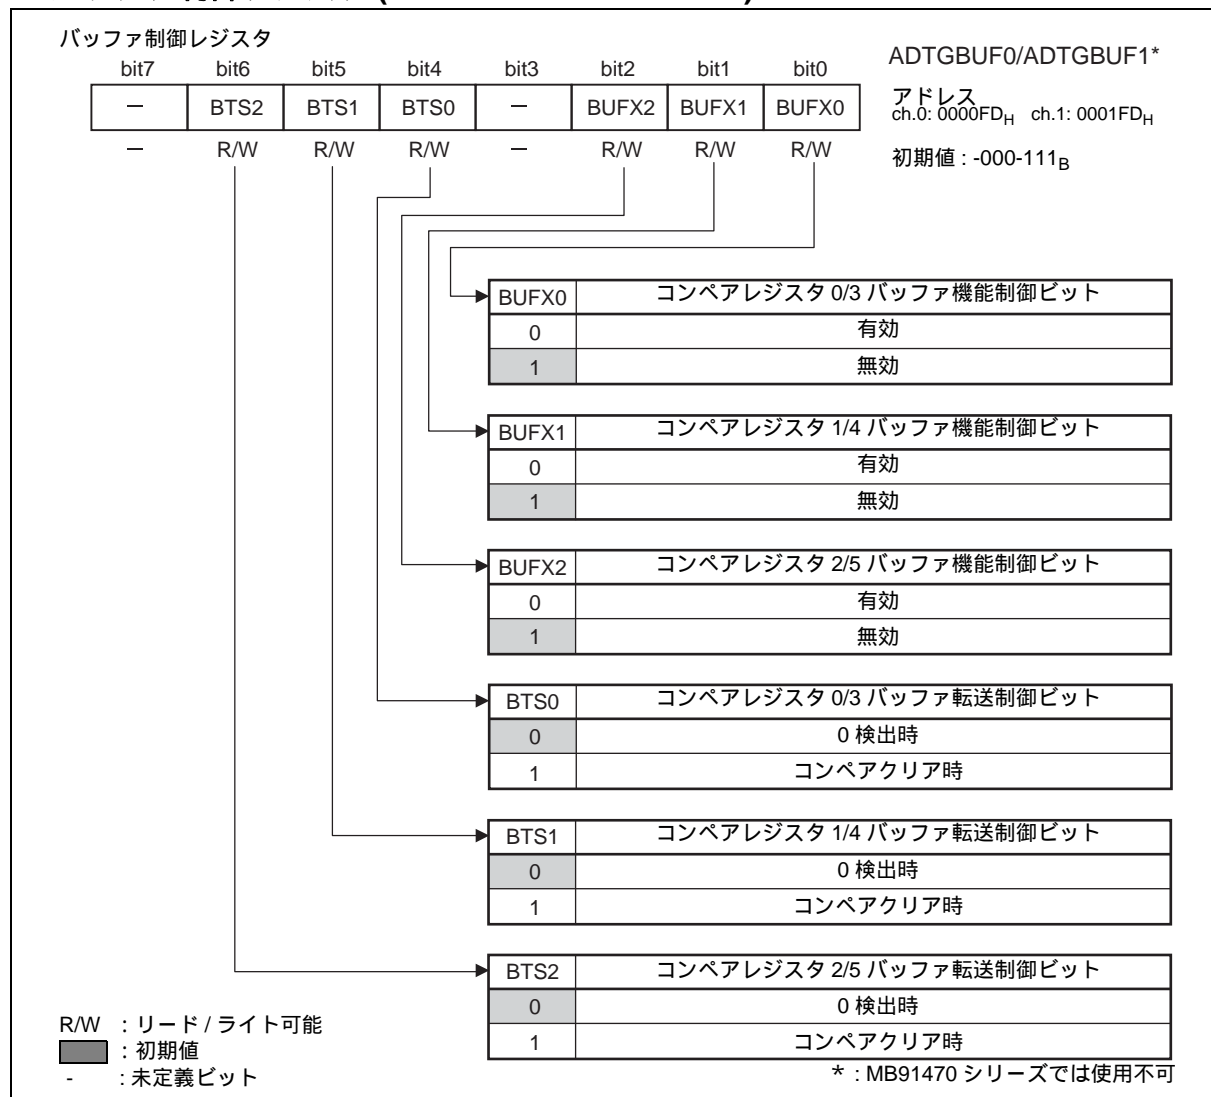 バッファ制御レジスタ
ADTGBUF0/ADTGBUF1*
bit7 bit6 bit5 bit4 bit3 bit2 bit1 bit0
― BTS2 BTS1 BTS0 ― BUFX2 BUFX1 BUFX0
アドレス
ch.0: 0000FDH ch.1: 0001FDH
― R/W R/W R/W ― R/W R/W R/W
初期値 : -000-111B
BUFX0 コンペアレジスタ 0/3 バッファ機能制御ビット
0 有効
1 無効
BUFX1 コンペアレジスタ 1/4 バッファ機能制御ビット
0 有効
1 無効
BUFX2 コンペアレジスタ 2/5 バッファ機能制御ビット
0 有効
1 無効
BTS0 コンペアレジスタ 0/3 バッファ転送制御ビット
0 0 検出時
1 コンペアクリア時
BTS1 コンペアレジスタ 1/4 バッファ転送制御ビット
0 0 検出時
1 コンペアクリア時
BTS2 コンペアレジスタ 2/5 バッファ転送制御ビット
0 0 検出時
1 コンペアクリア時
R/W : リード / ライト可能
: 初期値
- : 未定義ビット
* : MB91470 シリーズでは使用不可